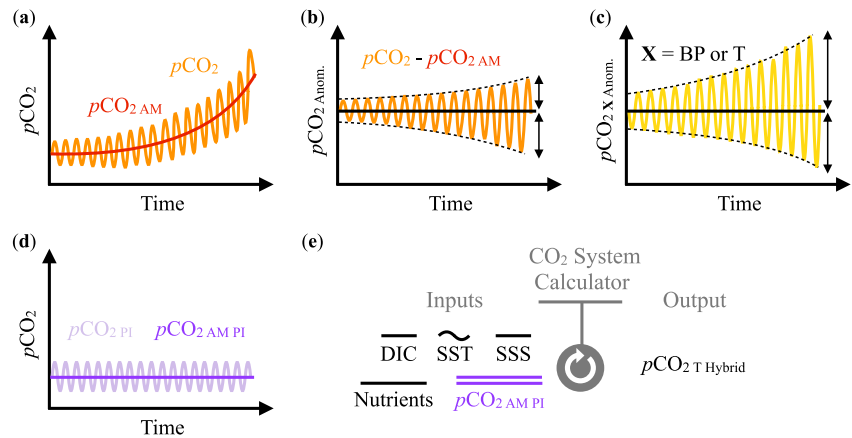 (a)
pCO₂
pCO₂ AM
pCO₂
Time
(b)
pCO₂ - pCO₂ AM
pCO₂ Anom.
Time
(c)
X = BP or T
pCO₂ X Anom.
Time
(d)
pCO₂ PI pCO₂ AM PI
pCO₂
Time
(e)
CO₂ System
Calculator
Inputs
Output
DIC SST SSS
pCO₂ T Hybrid
Nutrients pCO₂ AM PI